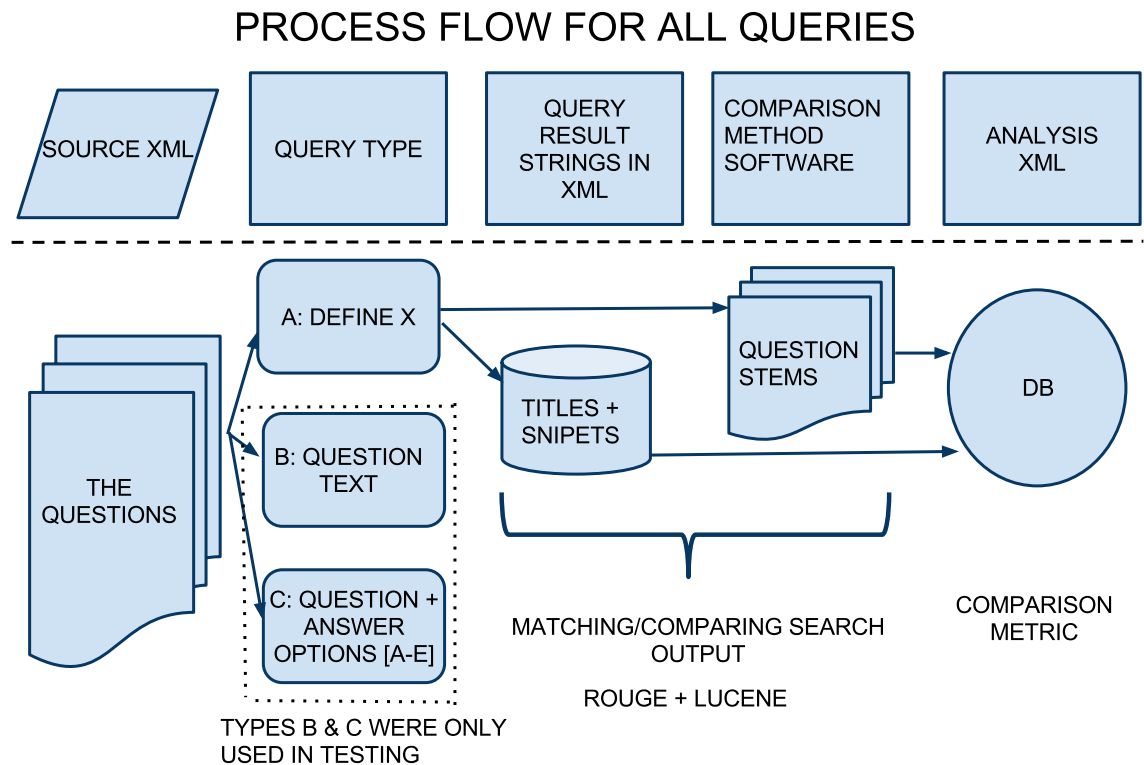 PROCESS FLOW FOR ALL QUERIES
SOURCE XML
QUERY TYPE
QUERY
RESULT
STRINGS IN
XML
COMPARISON
METHOD
SOFTWARE
ANALYSIS
XML
A: DEFINE X
B: QUESTION
TEXT
C: QUESTION +
ANSWER
OPTIONS [A-E]
THE
QUESTIONS
TITLES +
SNIPETS
QUESTION
STEMS
DB
MATCHING/COMPARING SEARCH
OUTPUT
ROUGE + LUCENE
COMPARISON
METRIC
TYPES B & C WERE ONLY
USED IN TESTING